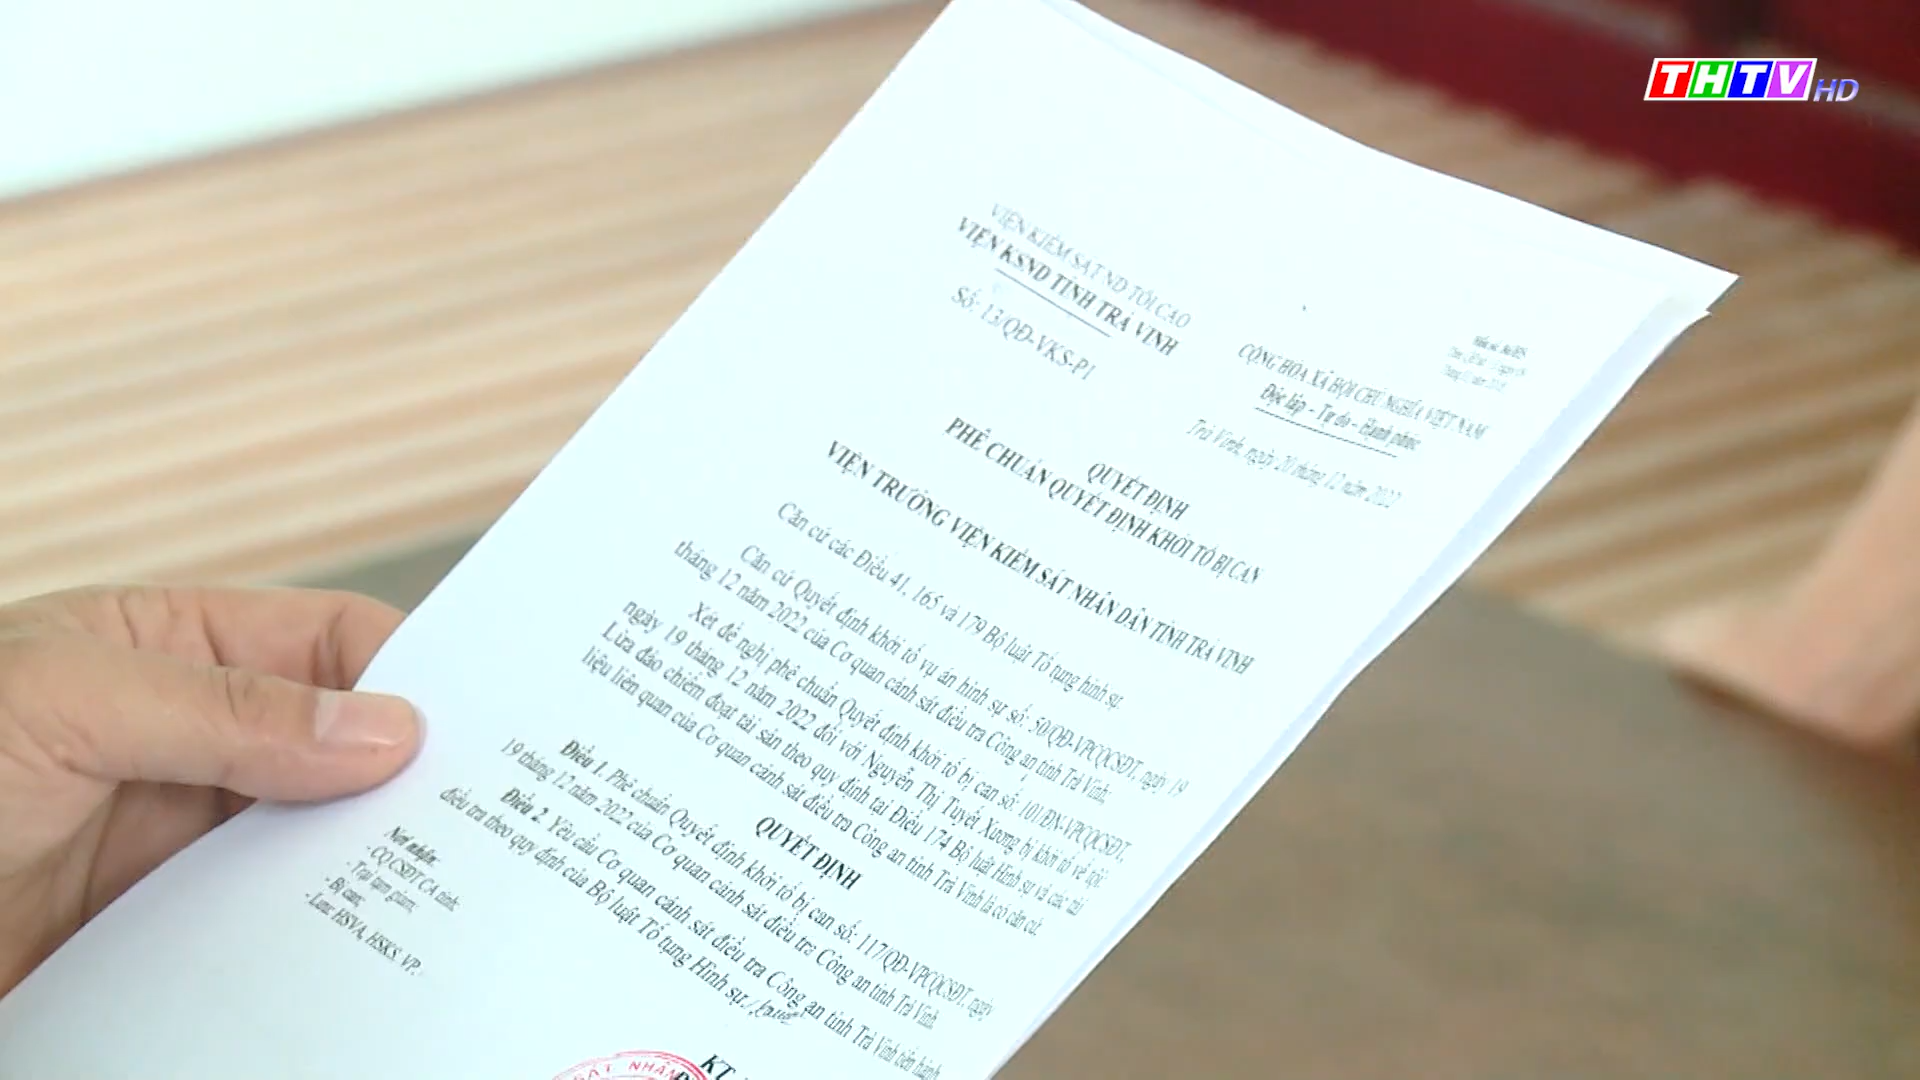 THTV HD
VIỆN KIỂM SÁT ND TỐI CAO
VIỆN KSND TỈNH TRÀ VINH
Số: 13/QĐ-VKS-P1
CỘNG HÒA XÃ HỘI CHỦ NGHĨA VIỆT NAM
Độc lập - Tự do - Hạnh phúc
Trà Vinh, ngày 20 tháng 12 năm 2022
QUYẾT ĐỊNH
PHÊ CHUẨN QUYẾT ĐỊNH KHỞI TỐ BỊ CAN
VIỆN TRƯỞNG VIỆN KIỂM SÁT NHÂN DÂN TỈNH TRÀ VINH
Căn cứ các Điều 41, 165 và 179 Bộ luật Tố tụng hình sự.
Căn cứ Quyết định khởi tố vụ án hình sự số: 50/QĐ-VPCQCSĐT, ngày 19
tháng 12 năm 2022 của Cơ quan cảnh sát điều tra Công an tỉnh Trà Vinh,
Xét đề nghị phê chuẩn Quyết định khởi tố bị can số: 101/ĐN-VPCQCSĐT,
ngày 19 tháng 12 năm 2022 đối với Nguyễn Thị Tuyết Xương bị khởi tố về tội:
Lừa đảo chiếm đoạt tài sản theo quy định tại Điều 174 Bộ luật Hình sự và các tài
liệu liên quan của Cơ quan cảnh sát điều tra Công an tỉnh Trà Vinh là có căn cứ.
QUYẾT ĐỊNH
Điều 1. Phê chuẩn Quyết định khởi tố bị can số: 117/QĐ-VPCQCSĐT, ngày
19 tháng 12 năm 2022 của Cơ quan cảnh sát điều tra Công an tỉnh Trà Vinh.
Điều 2. Yêu cầu Cơ quan cảnh sát điều tra Công an tỉnh Trà Vinh tiến hành
điều tra theo quy định của Bộ luật Tố tụng Hình sự./.
Nơi nhận:
- CQ CSĐT CA tỉnh;
- Trại tạm giam;
- Bị can;
- Lưu: HSVA, HSKS, VP.
KT.
SÁT NHÂN